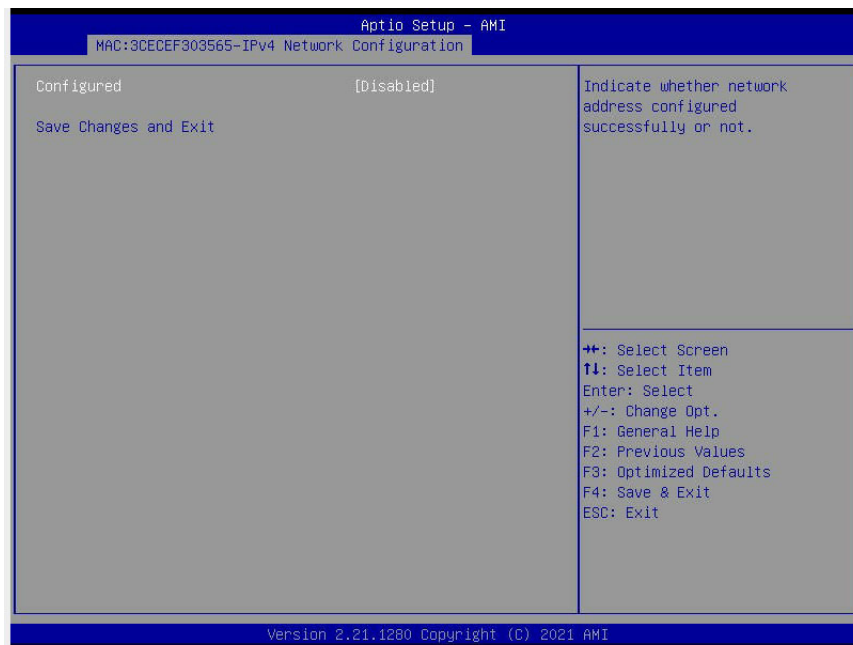 Aptio Setup – AMI
MAC:3CECEF303565-IPv4 Network Configuration
Configured [Disabled]
Save Changes and Exit
Indicate whether network
address configured
successfully or not.
→←: Select Screen
↑↓: Select Item
Enter: Select
+/-: Change Opt.
F1: General Help
F2: Previous Values
F3: Optimized Defaults
F4: Save & Exit
ESC: Exit
Version 2.21.1280 Copyright (C) 2021 AMI